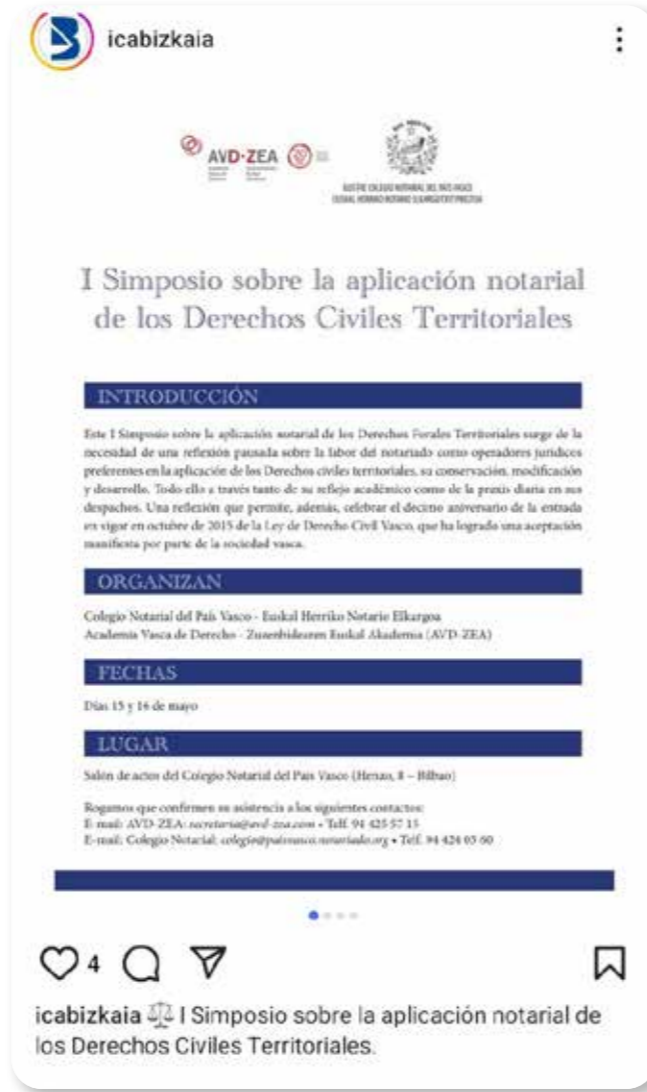 icabizkaia
AVD-ZEA
ILUSTRE COLEGIO NOTARIAL DEL PAÍS VASCO
I Simposio sobre la aplicación notarial
de los Derechos Civiles Territoriales
INTRODUCCIÓN
Este I Simposio sobre la aplicación notarial de los Derechos Forales Territoriales surge de la
necesidad de una reflexión pausada sobre la labor del notariado como operadores jurídicos
preferentes en la aplicación de los Derechos civiles territoriales, su conservación, modificación
y desarrollo. Todo ello a través tanto de su reflejo académico como de la praxis diaria en sus
despachos. Una reflexión que permite, además, celebrar el décimo aniversario de la entrada
en vigor en octubre de 2015 de la Ley de Derecho Civil Vasco, que ha logrado una aceptación
manifiesta por parte de la sociedad vasca.
ORGANIZAN
Colegio Notarial del País Vasco - Euskal Herriko Notario Elkargoa
Academia Vasca de Derecho - Zuzenbidearen Euskal Akademia (AVD-ZEA)
FECHAS
Días 15 y 16 de mayo
LUGAR
Salón de actos del Colegio Notarial del País Vasco (Henao, 8 – Bilbao)
Rogamos que confirmen su asistencia a los siguientes contactos:
E-mail: AVD-ZEA: secretaria@avd-zea.com • Telf. 94 425 57 15
E-mail: Colegio Notarial: colegio@paisvasco.notariado.org • Telf. 94 424 03 60
4
icabizkaia ⚖️ I Simposio sobre la aplicación notarial de
los Derechos Civiles Territoriales.